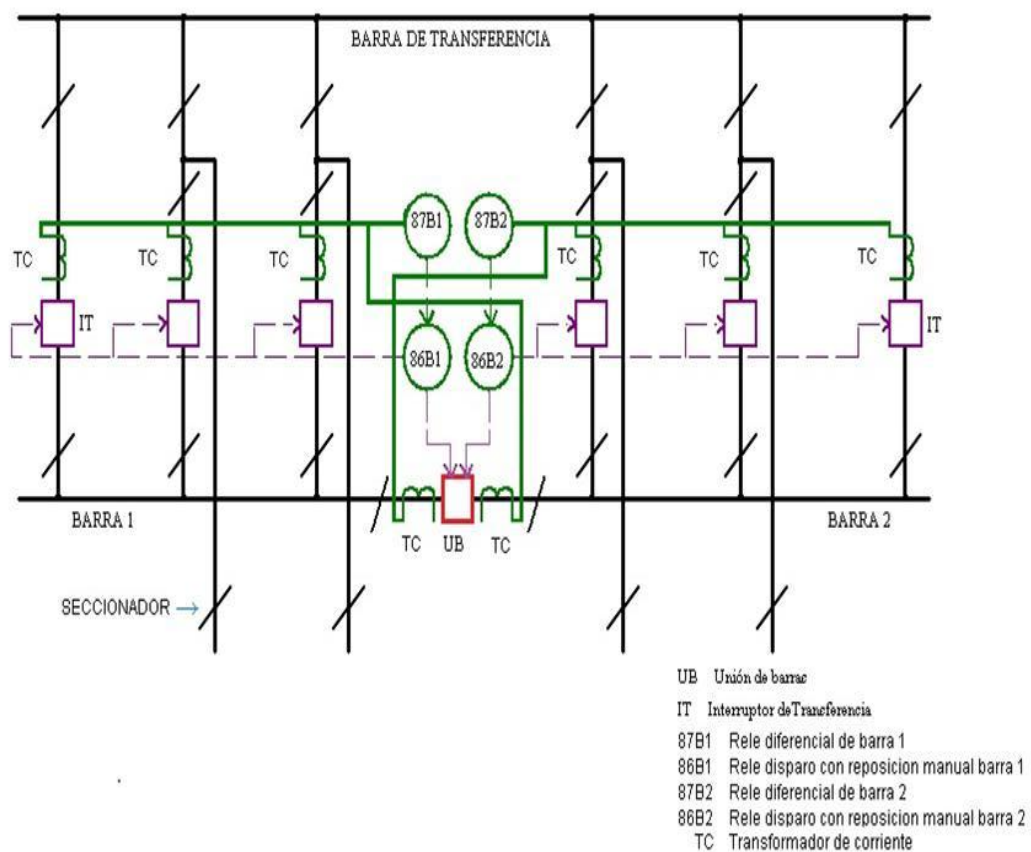 BARRA DE TRANSFERENCIA
87B1
87B2
TC
TC
TC
TC
TC
TC
IT
IT
86B1
86B2
BARRA 1
BARRA 2
TC
UB
TC
SECCIONADOR
UB Unión de barras
IT Interruptor de Transferencia
87B1 Rele diferencial de barra 1
86B1 Rele disparo con reposicion manual barra 1
87B2 Rele diferencial de barra 2
86B2 Rele disparo con reposicion manual barra 2
TC Transformador de corriente